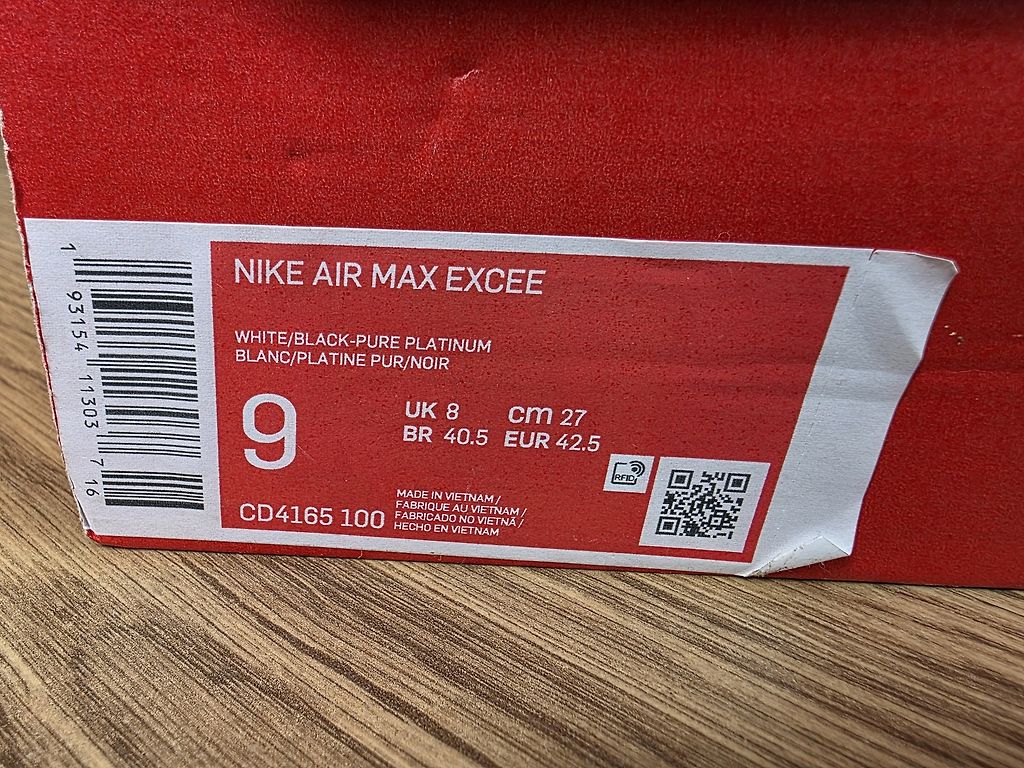 NIKE AIR MAX EXCEE
WHITE/BLACK-PURE PLATINUM
BLANC/PLATINE PUR/NOIR
9
UK 8 cm 27
BR 40.5 EUR 42.5
RFID
CD4165 100
MADE IN VIETNAM /
FABRIQUE AU VIETNAM /
FABRICADO NO VIETNÃ /
HECHO EN VIETNAM
1 93154 11303 7 16